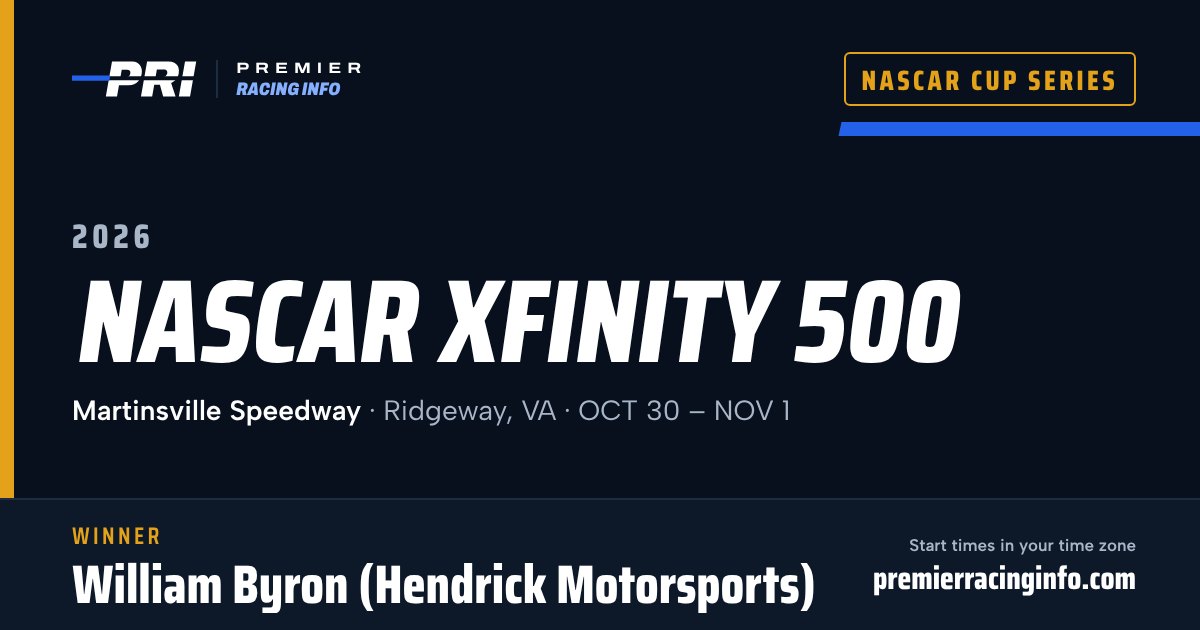 PRI
PREMIER
RACING INFO
NASCAR CUP SERIES
2026
NASCAR XFINITY 500
Martinsville Speedway · Ridgeway, VA · OCT 30 – NOV 1
WINNER
William Byron (Hendrick Motorsports)
Start times in your time zone
premierracinginfo.com